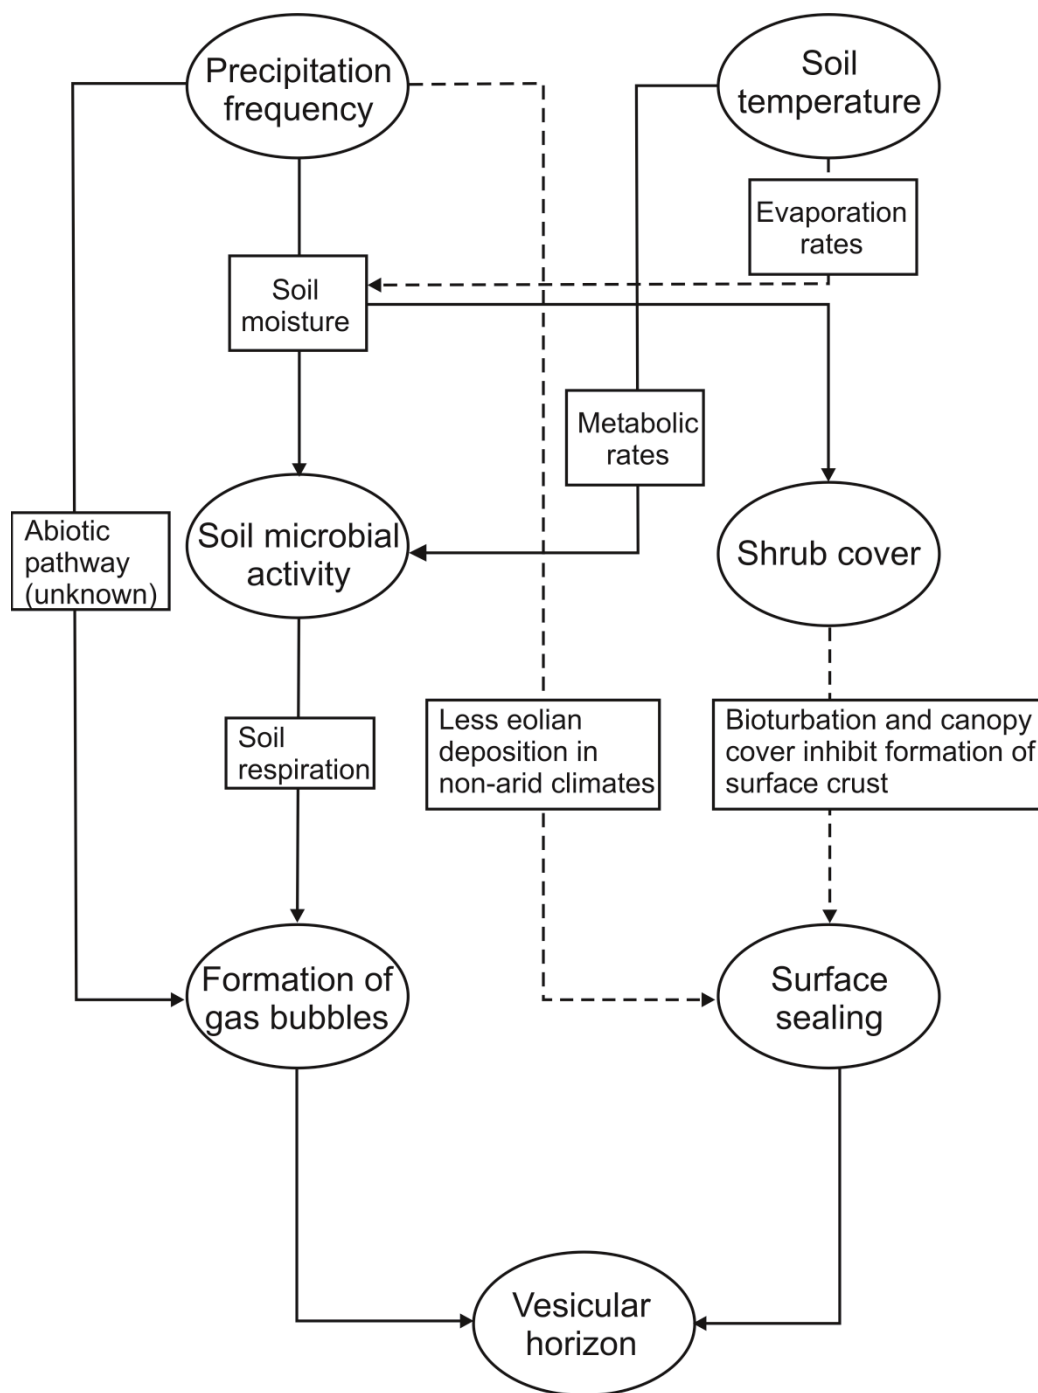 Precipitation
frequency
Soil
temperature
Evaporation
rates
Soil
moisture
Metabolic
rates
Abiotic
pathway
(unknown)
Soil microbial
activity
Shrub cover
Soil
respiration
Less eolian
deposition in
non-arid climates
Bioturbation and canopy
cover inhibit formation of
surface crust
Formation of
gas bubbles
Surface
sealing
Vesicular
horizon